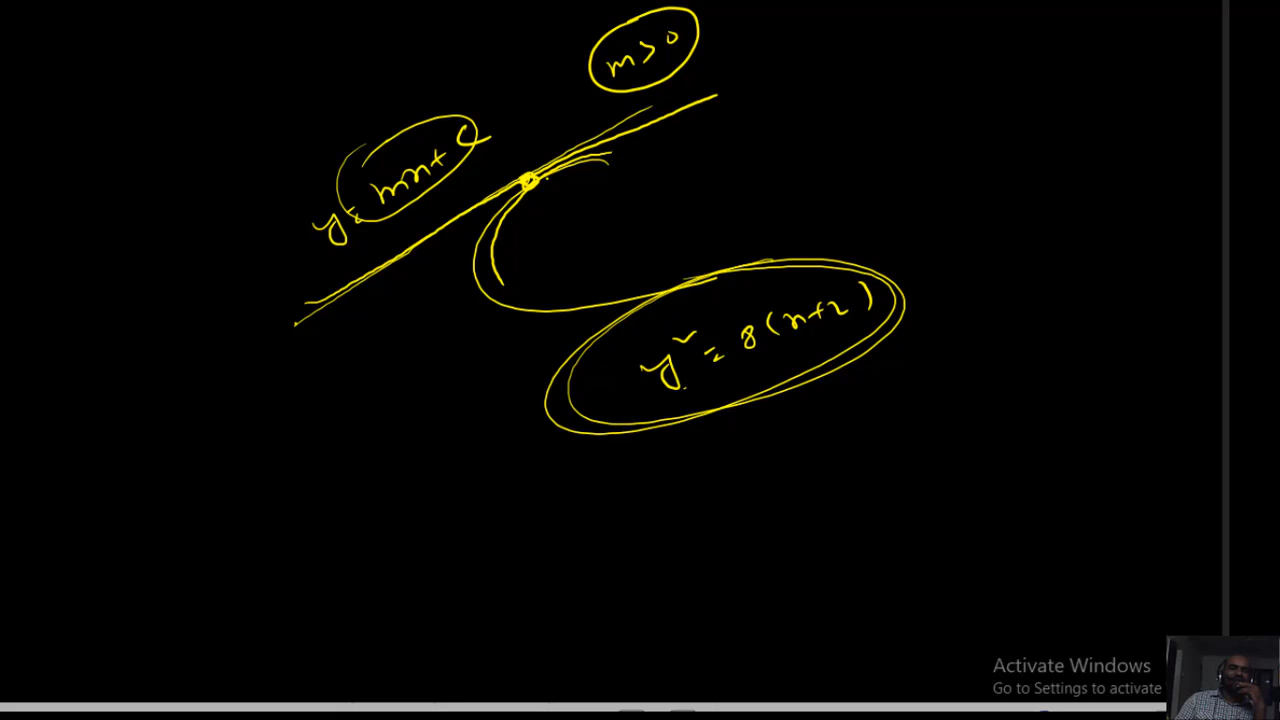 m > 0
y = mx + c
y² = 8(x+2)
Activate Windows
Go to Settings to activate